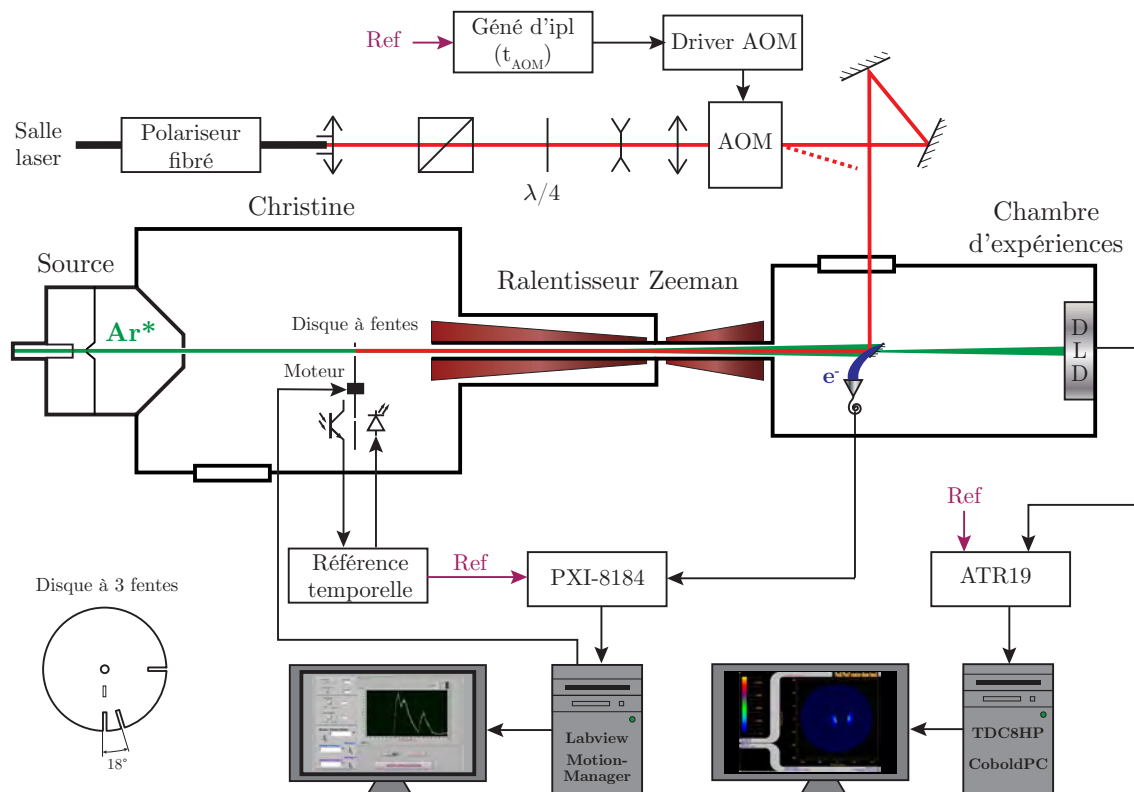 Ref
Géné d'ipl
(t_AOM)
Driver AOM
Salle
laser
Polariseur
fibré
λ/4
AOM
Christine
Chambre
d'expériences
Source
Ralentisseur Zeeman
Ar*
Disque à fentes
Moteur
e-
DLD
Référence
temporelle
Ref
PXI-8184
Ref
ATR19
Disque à 3 fentes
18°
Labview
Motion-
Manager
TDC8HP
CoboldPC